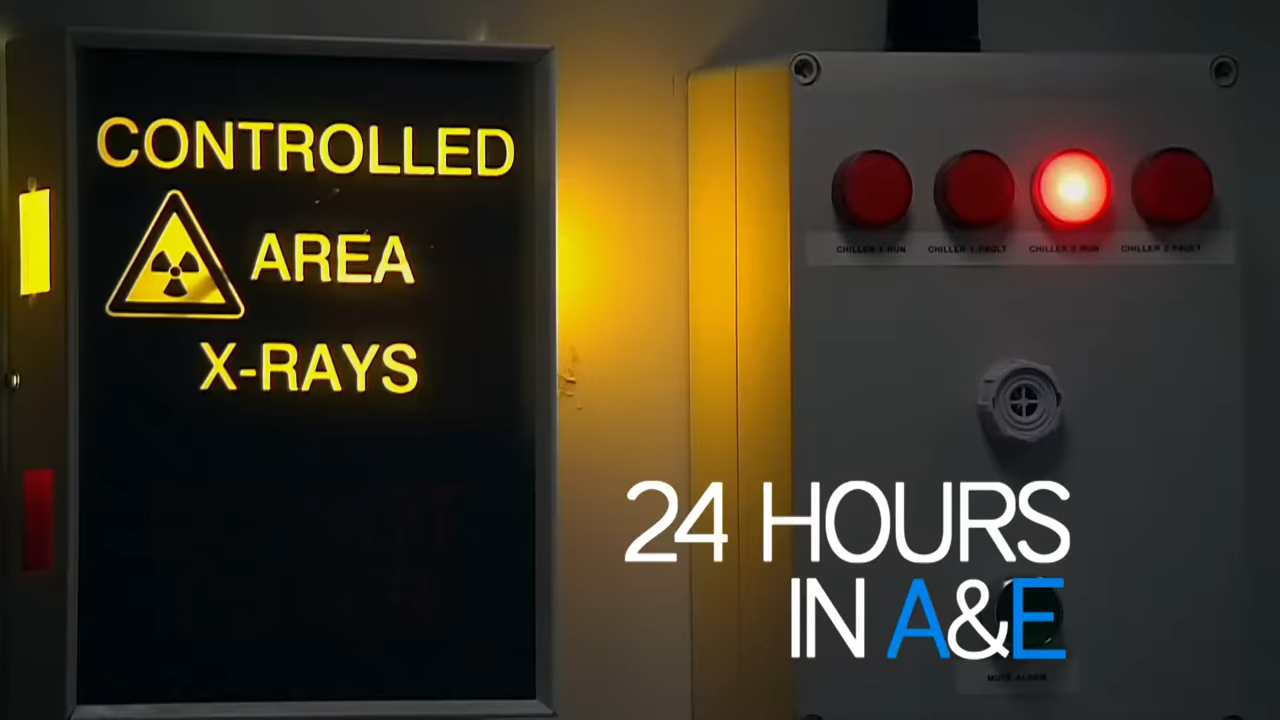 CONTROLLED
AREA
X-RAYS
CHILLER 1 RUN
CHILLER 1 FAULT
CHILLER 2 RUN
CHILLER 2 FAULT
24 HOURS
IN A&E
MUTE ALARM